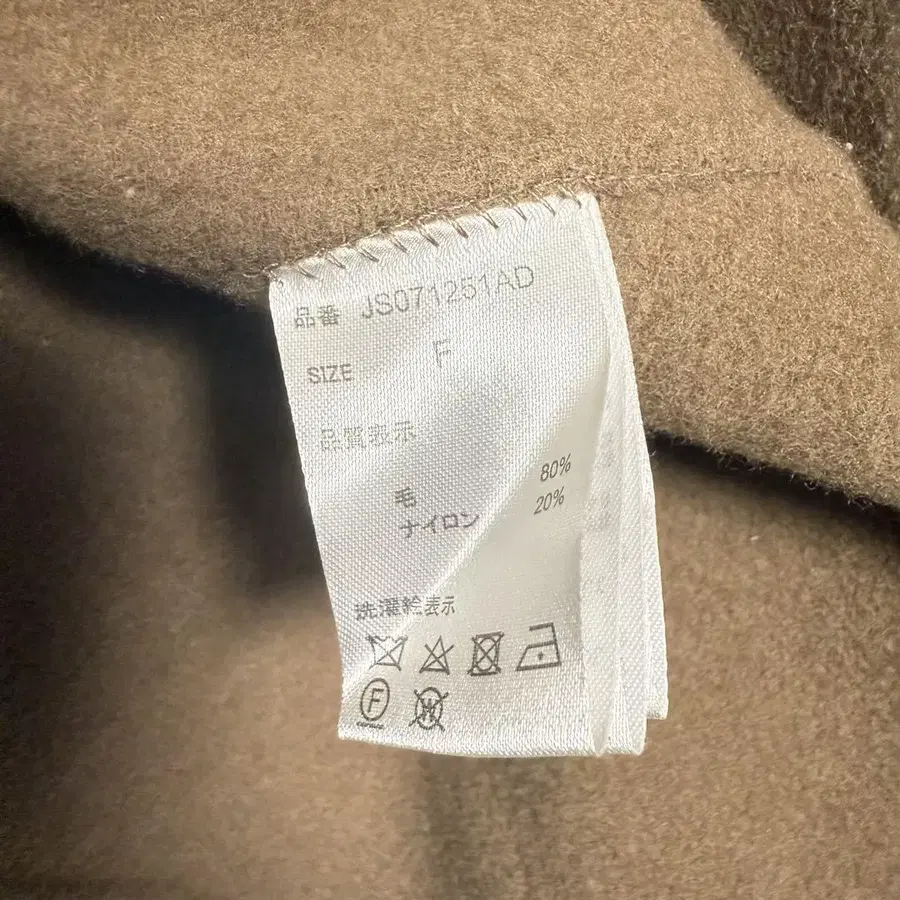 品番 JS071251AD
SIZE F
品質表示
毛 80%
ナイロン 20%
洗濯絵表示
F W